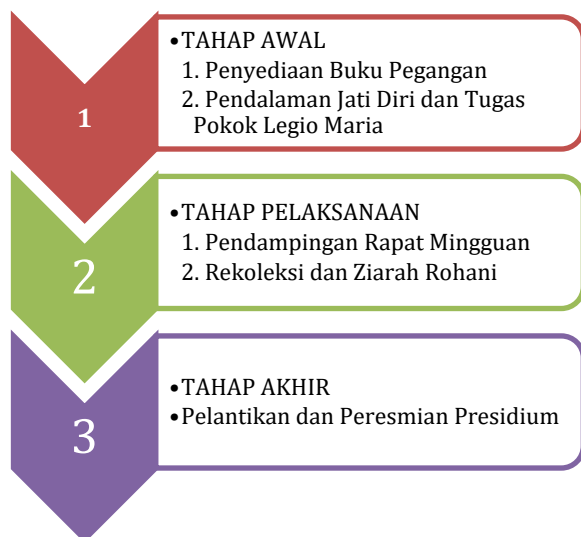 1
•TAHAP AWAL
1. Penyediaan Buku Pegangan
2. Pendalaman Jati Diri dan Tugas
Pokok Legio Maria
2
•TAHAP PELAKSANAAN
1. Pendampingan Rapat Mingguan
2. Rekoleksi dan Ziarah Rohani
3
•TAHAP AKHIR
•Pelantikan dan Peresmian Presidium